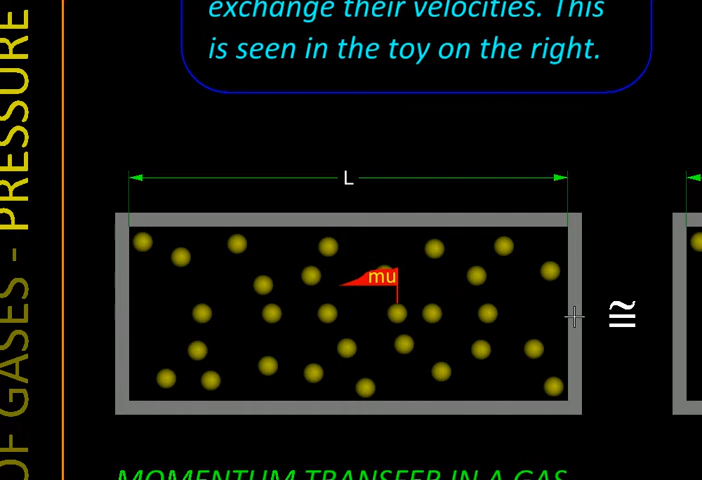 exchange their velocities. This
is seen in the toy on the right.
OF GASES - PRESSURE
L
mu
≅
MOMENTUM TRANSFER IN A GAS